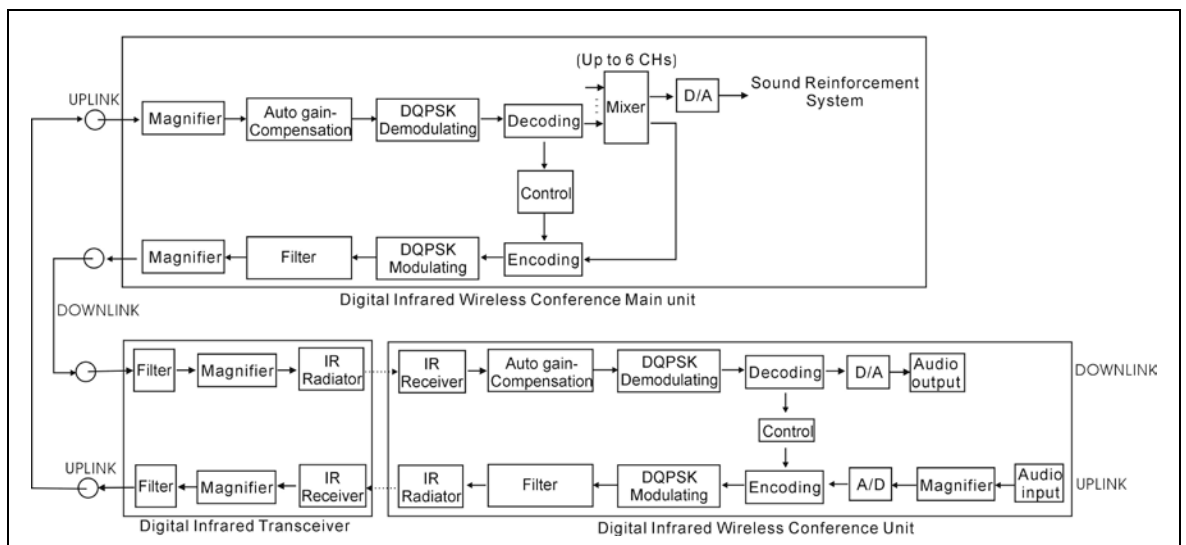 (Up to 6 CHs)
UPLINK
Magnifier
Auto gain-
Compensation
DQPSK
Demodulating
Decoding
Mixer
D/A
Sound Reinforcement
System
Control
Magnifier
Filter
DQPSK
Modulating
Encoding
Digital Infrared Wireless Conference Main unit
DOWNLINK
Filter
Magnifier
IR
Radiator
IR
Receiver
Auto gain-
Compensation
DQPSK
Demodulating
Decoding
D/A
Audio
output
DOWNLINK
Control
UPLINK
Filter
Magnifier
IR
Receiver
IR
Radiator
Filter
DQPSK
Modulating
Encoding
A/D
Magnifier
Audio
input
UPLINK
Digital Infrared Transceiver
Digital Infrared Wireless Conference Unit